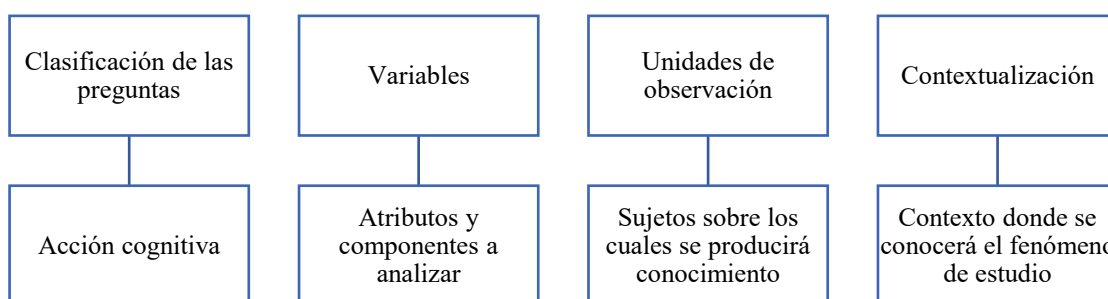 Clasificación de las
preguntas
Variables
Unidades de
observación
Contextualización
Acción cognitiva
Atributos y
componentes a
analizar
Sujetos sobre los
cuales se producirá
conocimiento
Contexto donde se
conocerá el fenómeno
de estudio